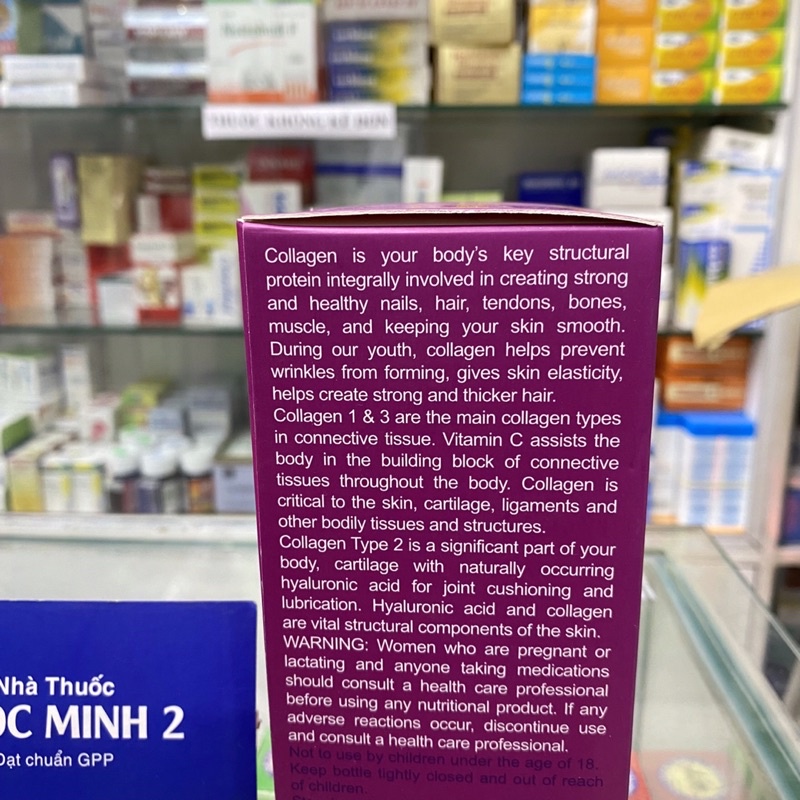 THUỐC KHÔNG KÊ ĐƠN
Collagen is your body's key structural
protein integrally involved in creating strong
and healthy nails, hair, tendons, bones,
muscle, and keeping your skin smooth.
During our youth, collagen helps prevent
wrinkles from forming, gives skin elasticity,
helps create strong and thicker hair.
Collagen 1 & 3 are the main collagen types
in connective tissue. Vitamin C assists the
body in the building block of connective
tissues throughout the body. Collagen is
critical to the skin, cartilage, ligaments and
other bodily tissues and structures.
Collagen Type 2 is a significant part of your
body, cartilage with naturally occurring
hyaluronic acid for joint cushioning and
lubrication. Hyaluronic acid and collagen
are vital structural components of the skin.
WARNING: Women who are pregnant or
lactating and anyone taking medications
should consult a health care professional
before using any nutritional product. If any
adverse reactions occur, discontinue use
and consult a health care professional.
Not to use by children under the age of 18.
Keep bottle tightly closed and out of reach
of children.
Nhà Thuốc
ỌC MINH 2
Đạt chuẩn GPP